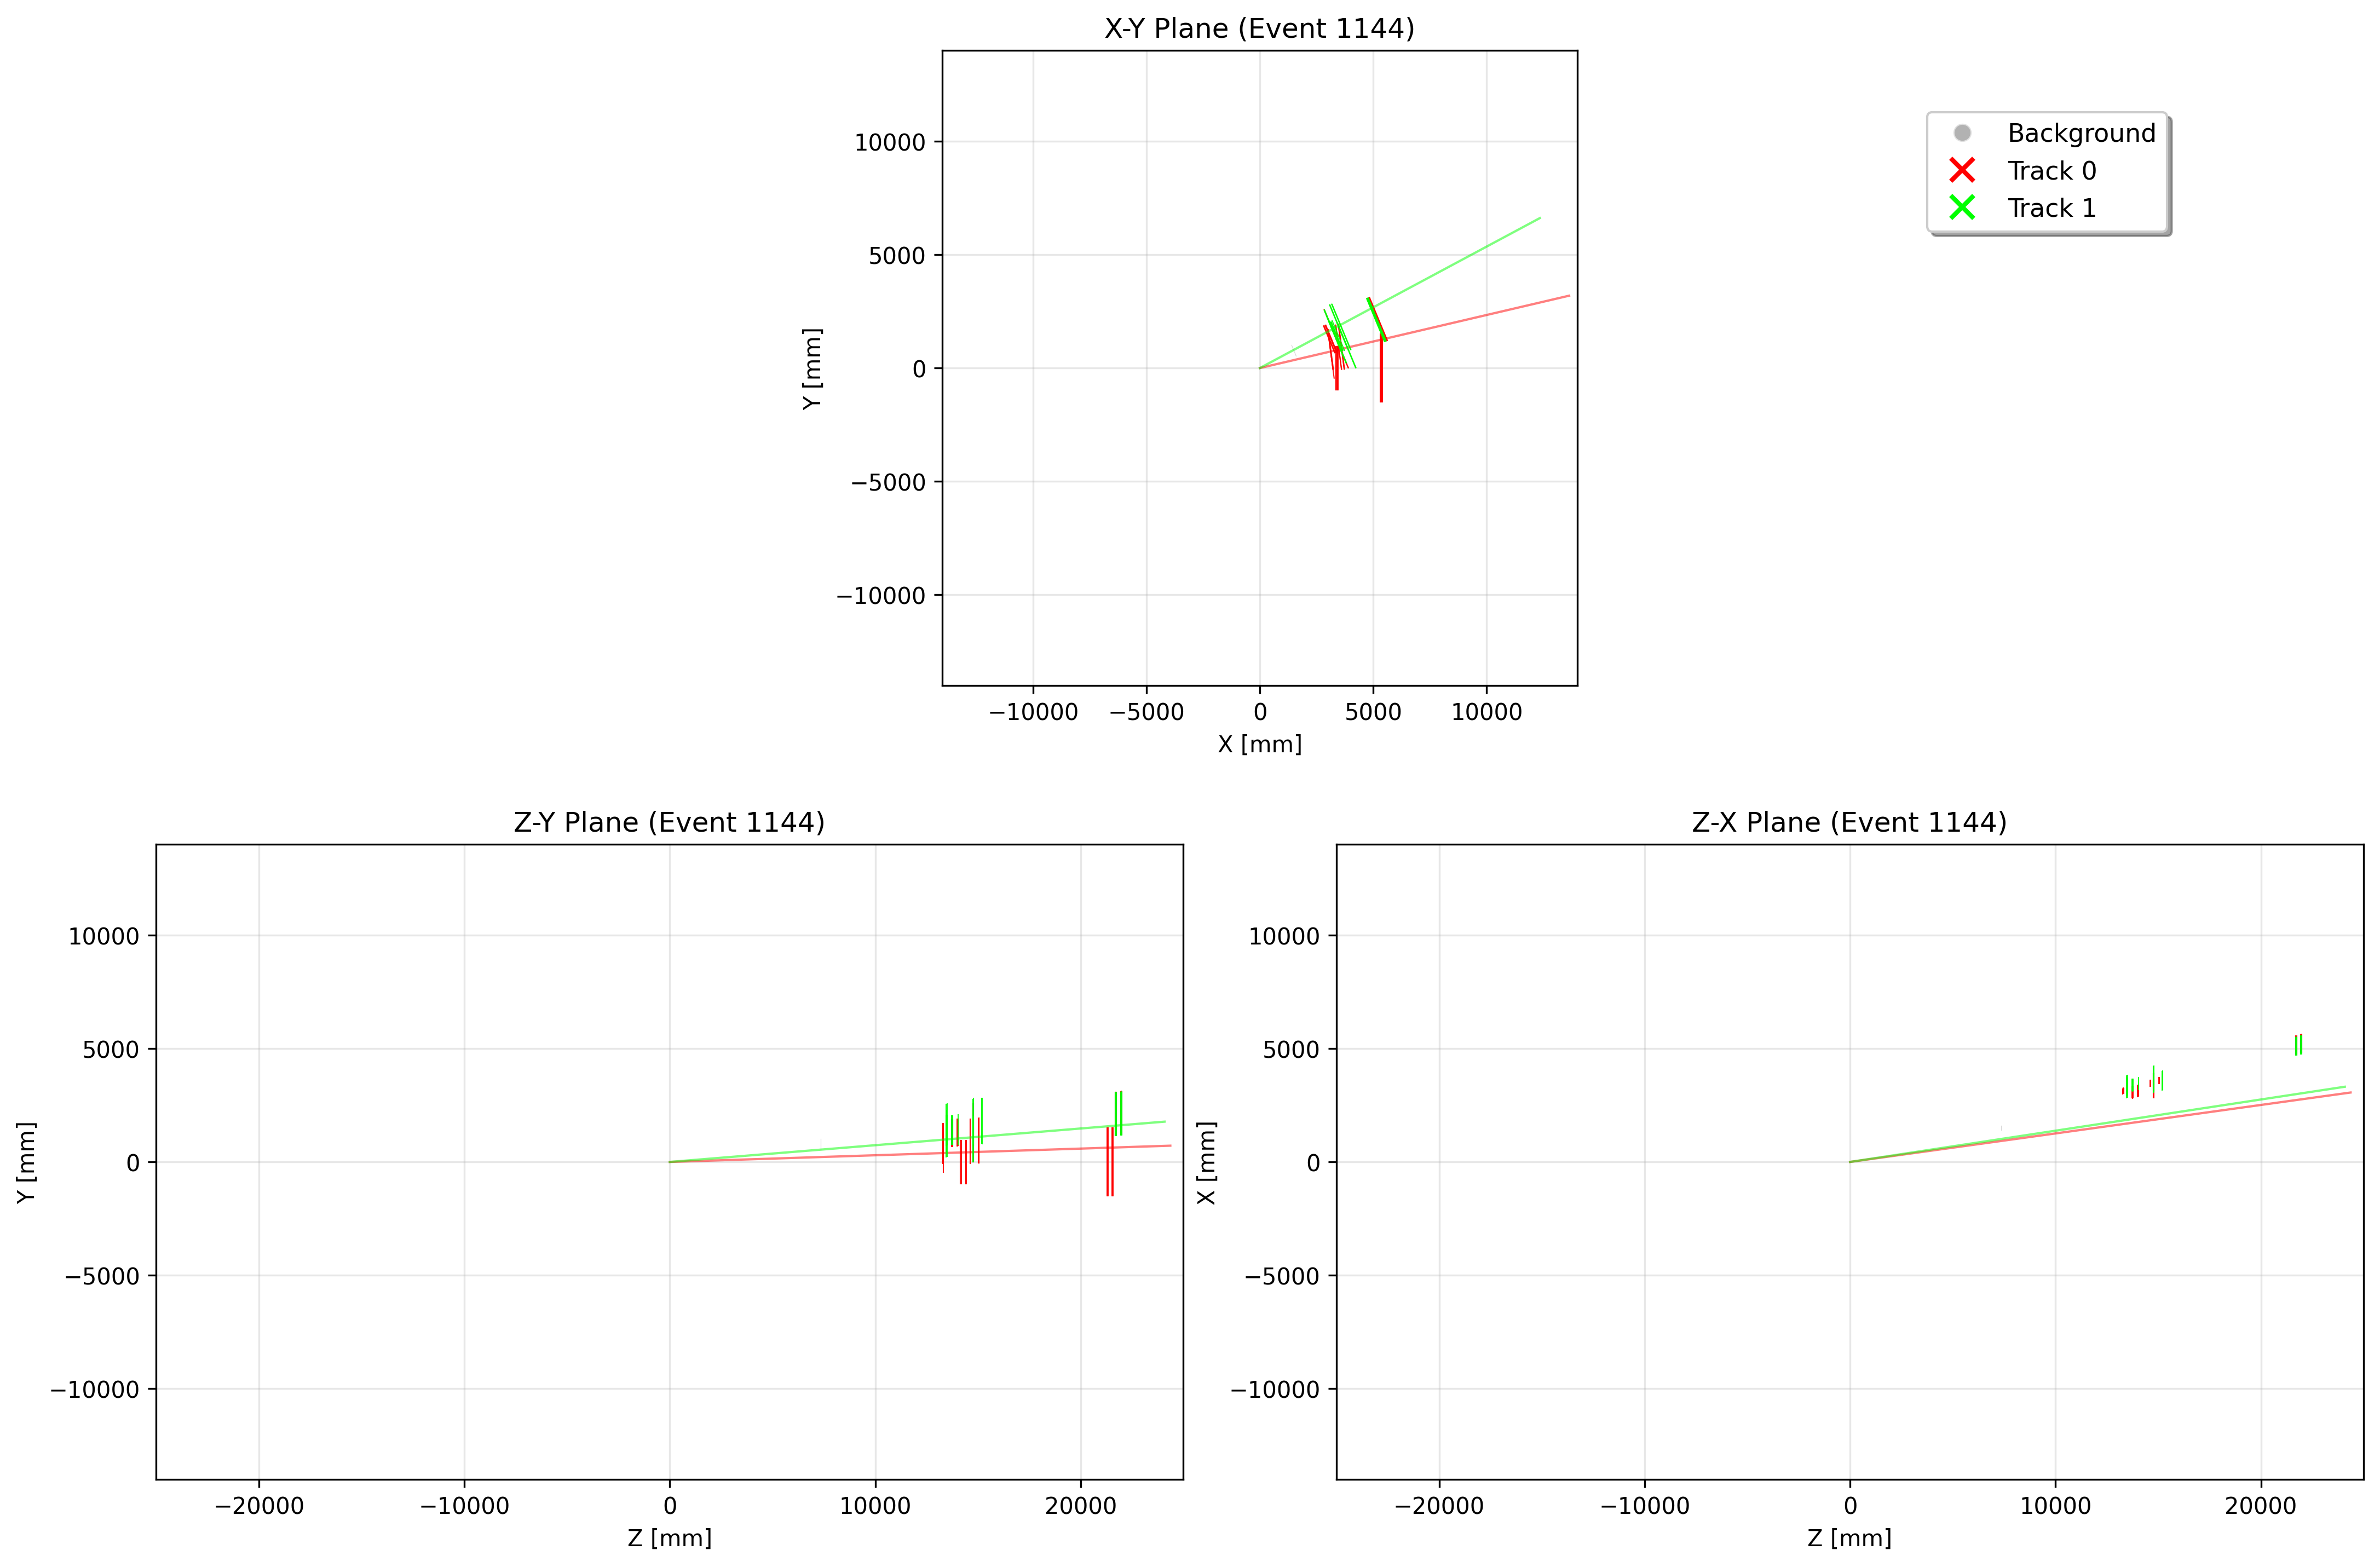 X-Y Plane (Event 1144)
Y [mm]
10000
5000
0
−5000
−10000
−10000 −5000 0 5000 10000
X [mm]
Background
Track 0
Track 1
Z-Y Plane (Event 1144)
Y [mm]
10000
5000
0
−5000
−10000
−20000 −10000 0 10000 20000
Z [mm]
Z-X Plane (Event 1144)
X [mm]
10000
5000
0
−5000
−10000
−20000 −10000 0 10000 20000
Z [mm]